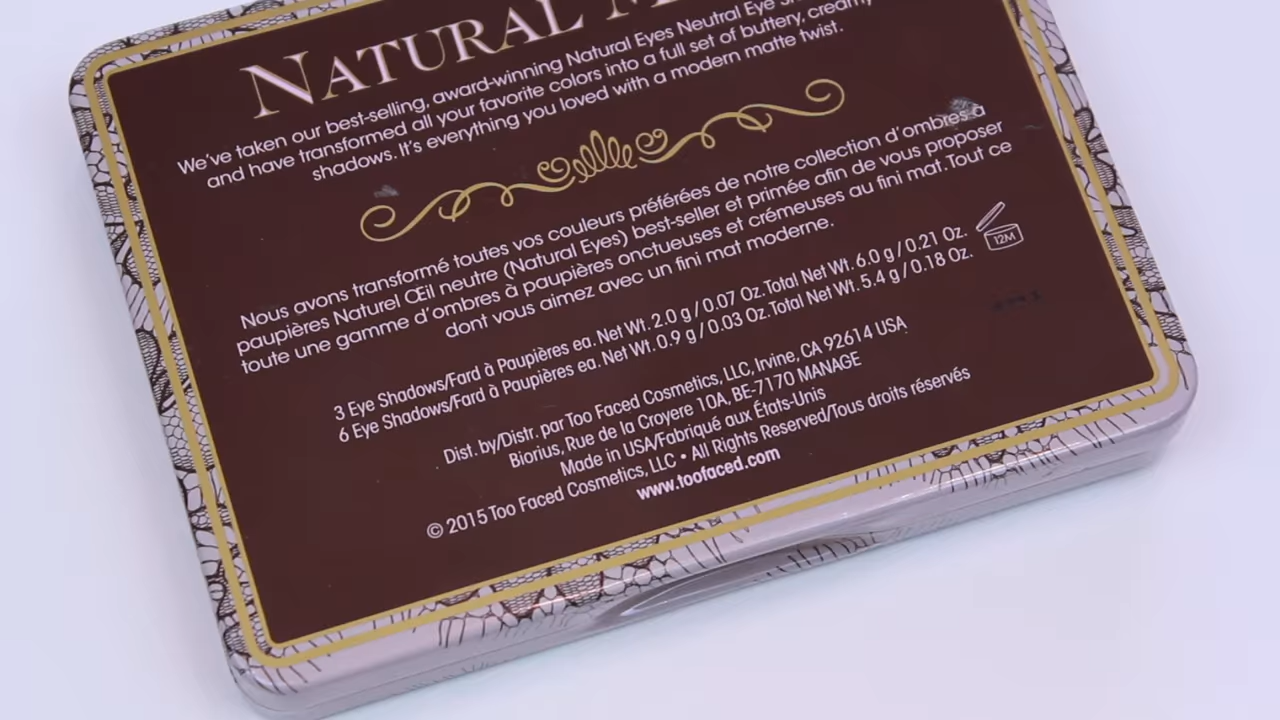 NATURAL
We've taken our best-selling, award-winning Natural Eyes Neutral Eye
and have transformed all your favorite colors into a full set of buttery, creamy
shadows. It's everything you loved with a modern matte twist.
Nous avons transformé toutes vos couleurs préférées de notre collection d'ombres à
paupières Naturel Œil neutre (Natural Eyes) best-seller et primée afin de vous proposer
toute une gamme d'ombres à paupières onctueuses et crémeuses au fini mat. Tout ce
dont vous aimez avec un fini mat moderne.
3 Eye Shadows/Fard à Paupières ea. Net Wt. 2.0 g / 0.07 Oz. Total Net Wt. 6.0 g / 0.21 Oz.
6 Eye Shadows/Fard à Paupières ea. Net Wt. 0.9 g / 0.03 Oz. Total Net Wt. 5.4 g / 0.18 Oz.
12M
Dist. by/Distr. par Too Faced Cosmetics, LLC, Irvine, CA 92614 USA
Biorius, Rue de la Croyere 10A, BE-7170 MANAGE
Made in USA/Fabriqué aux États-Unis
© 2015 Too Faced Cosmetics, LLC • All Rights Reserved/Tous droits réservés
www.toofaced.com